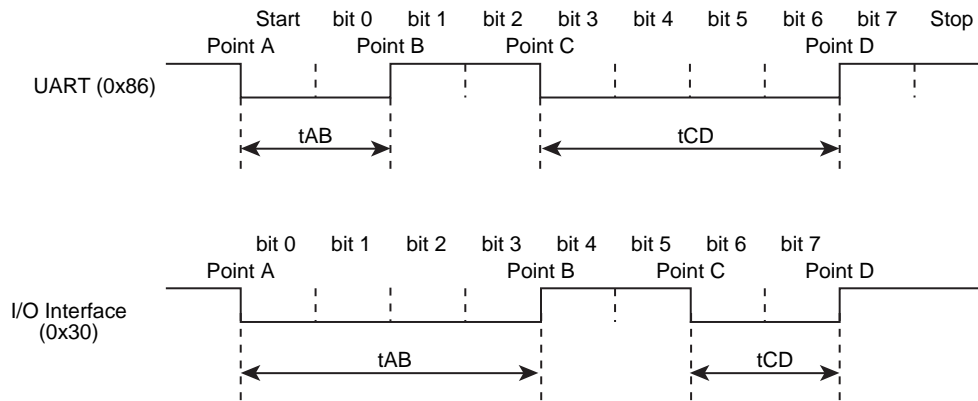 Start bit 0 bit 1 bit 2 bit 3 bit 4 bit 5 bit 6 bit 7 Stop
Point A Point B Point C Point D
UART (0x86)
tAB tCD
bit 0 bit 1 bit 2 bit 3 bit 4 bit 5 bit 6 bit 7
Point A Point B Point C Point D
I/O Interface
(0x30)
tAB tCD